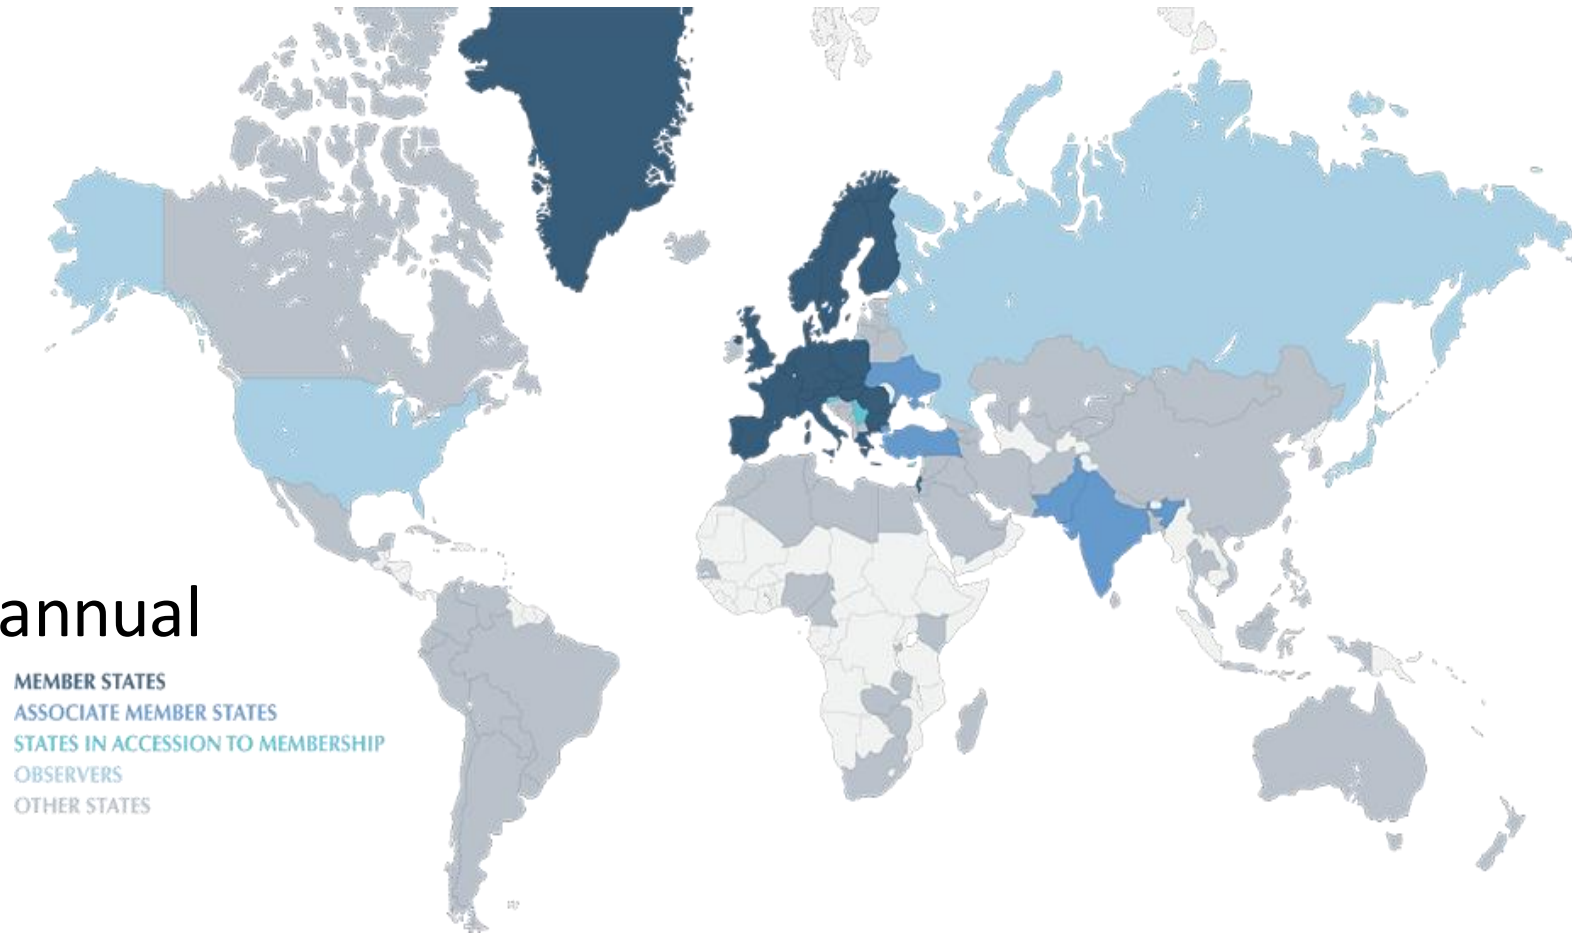 annual
MEMBER STATES
ASSOCIATE MEMBER STATES
STATES IN ACCESSION TO MEMBERSHIP
OBSERVERS
OTHER STATES